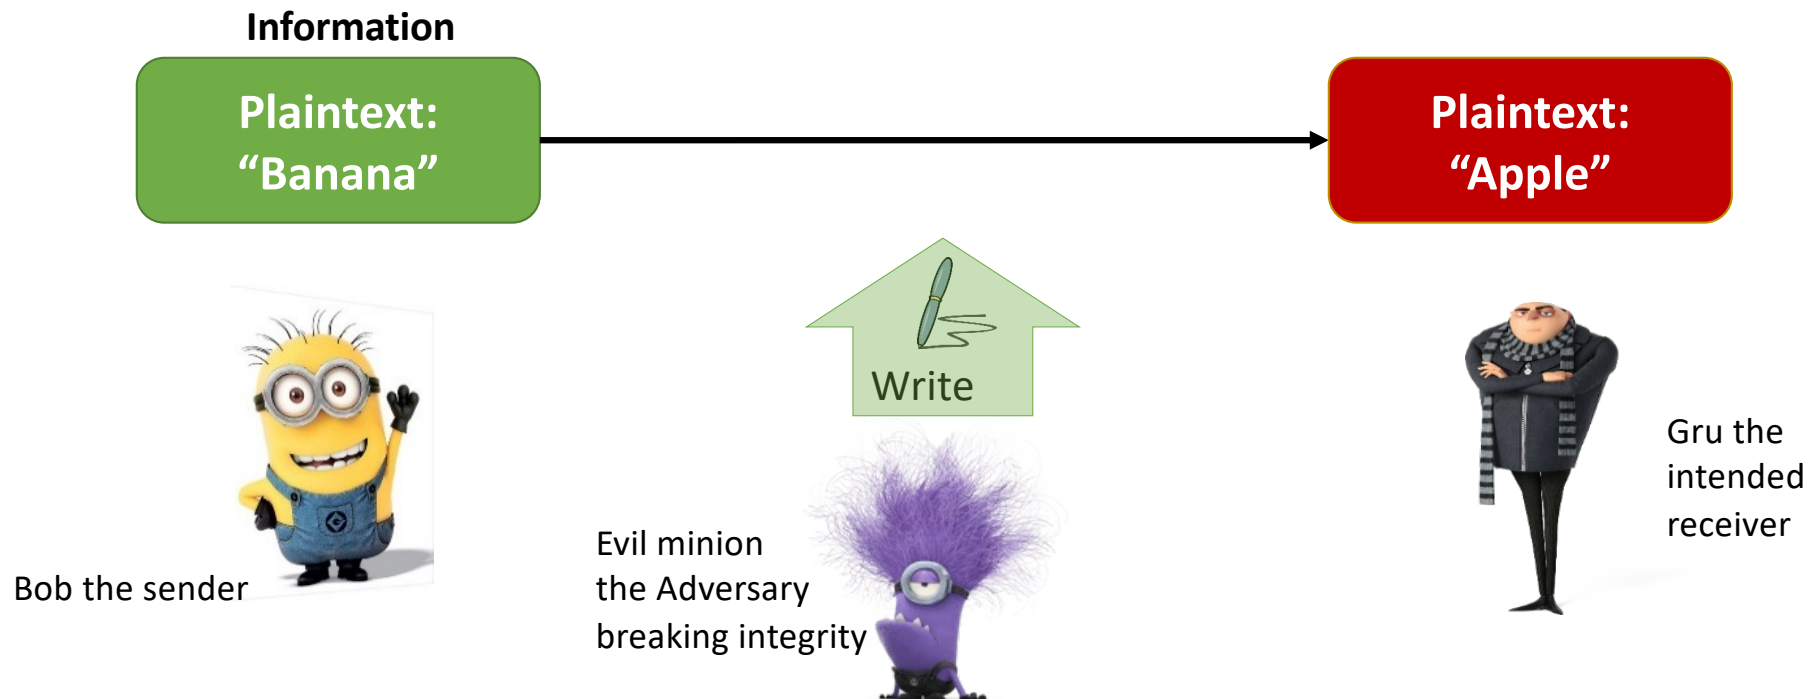 Information
Plaintext:
“Banana”
Plaintext:
“Apple”
Write
Bob the sender
Evil minion
the Adversary
breaking integrity
Gru the
intended
receiver